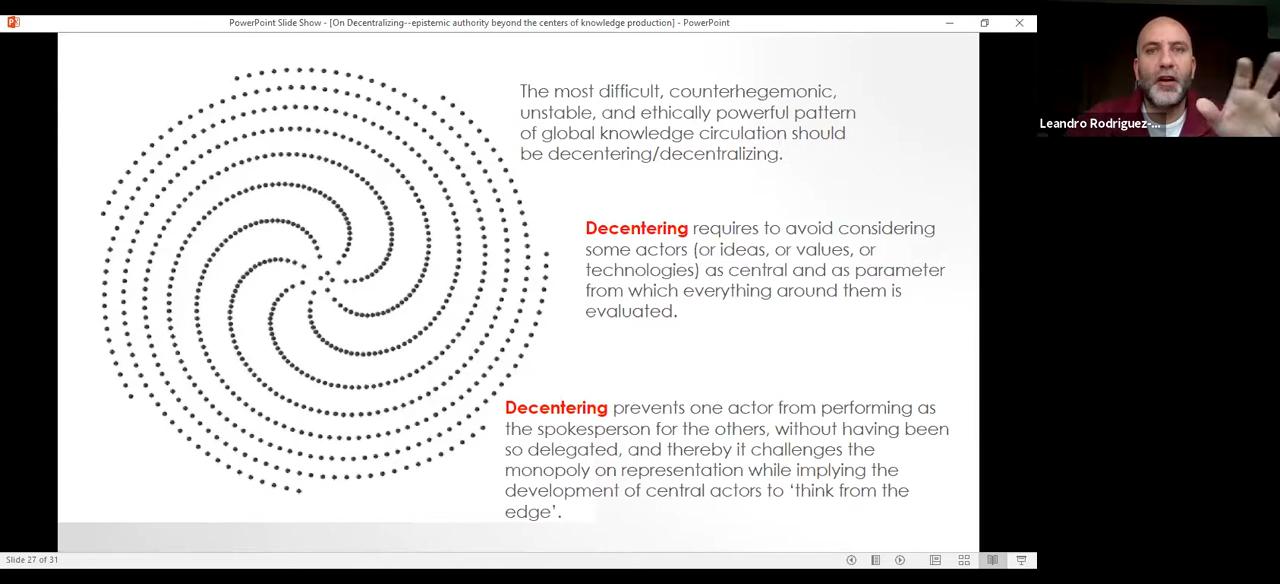 PowerPoint Slide Show - [On Decentralizing--epistemic authority beyond the centers of knowledge production] - PowerPoint
The most difficult, counterhegemonic,
unstable, and ethically powerful pattern
of global knowledge circulation should
be decentering/decentralizing.
Leandro Rodriguez-...
Decentering requires to avoid considering
some actors (or ideas, or values, or
technologies) as central and as parameter
from which everything around them is
evaluated.
Decentering prevents one actor from performing as
the spokesperson for the others, without having been
so delegated, and thereby it challenges the
monopoly on representation while implying the
development of central actors to ‘think from the
edge’.
Slide 27 of 31